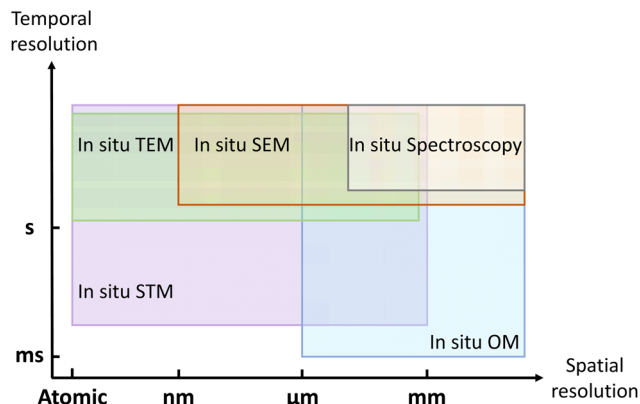 Temporal
resolution
In situ TEM
In situ SEM
In situ Spectroscopy
s
In situ STM
In situ OM
ms
Spatial
resolution
Atomic
nm
μm
mm